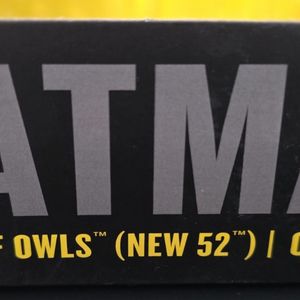 ATMA
F OWLS™ (NEW 52™) | C